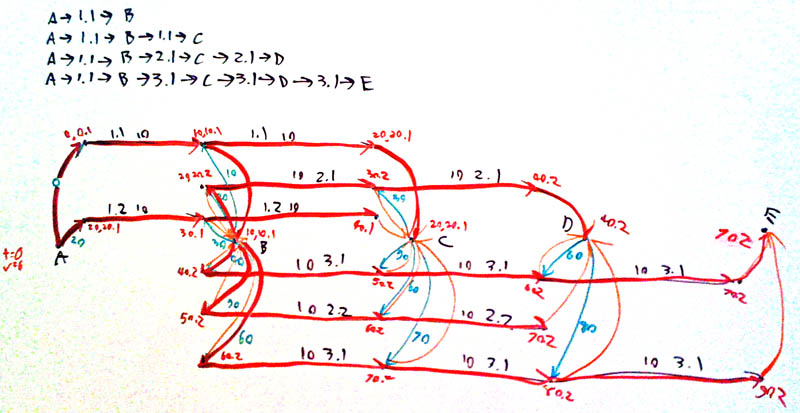 A→1.1→ B
A→ 1.1→ B→1.1→ C
A→1.1→ B→2.1→C →2.1→D
A→1.1→ B→3.1→C→3.1→D→3.1→E
0,0.1 1.1 10 10,10.1 1.1 10 20,20.1
0 10
20,20.2 10 2.1 30.2 10 2.1 40.2
20 20,20.1 1.2 10 30.1 1.2 10
A t=0 10,10.1 B 20,20.1 C D 40.2 E
40.2 10 3.1 50.2 10 3.1 60.2 10 3.1 70.2
50.2 10 2.2 60.2 10 2.2 70.2
30 50 60 70 60 80
60.2 10 3.1 70.2 10 3.1 80.2 10 3.1 90.2